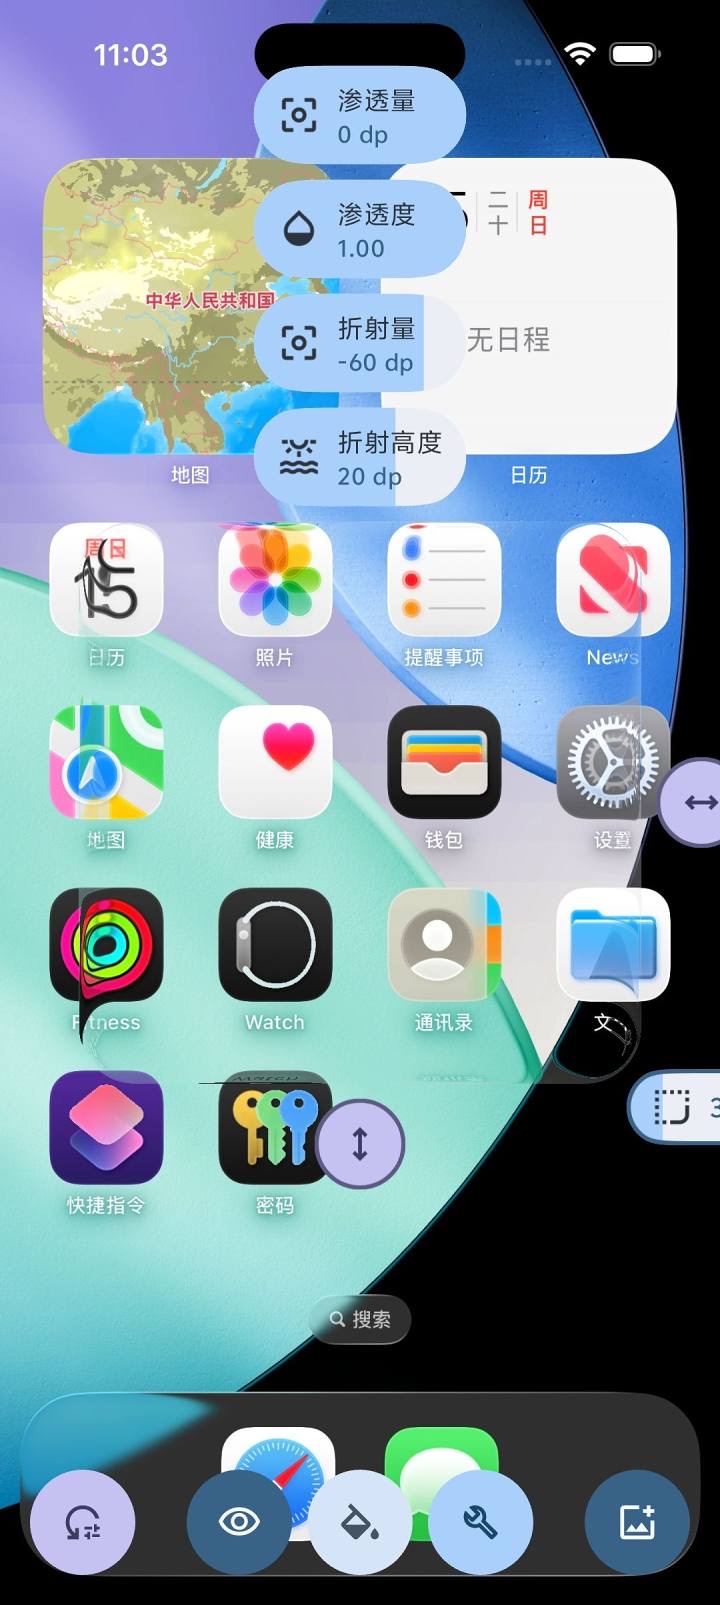 11:03
渗透量
0 dp
渗透度
1.00
折射量
-60 dp
折射高度
20 dp
中华人民共和国
二十
周日
无日程
地图
日历
周日
日历
照片
提醒事项
News
地图
健康
钱包
设置
Fitness
Watch
通讯录
文
3
快捷指令
密码
搜索